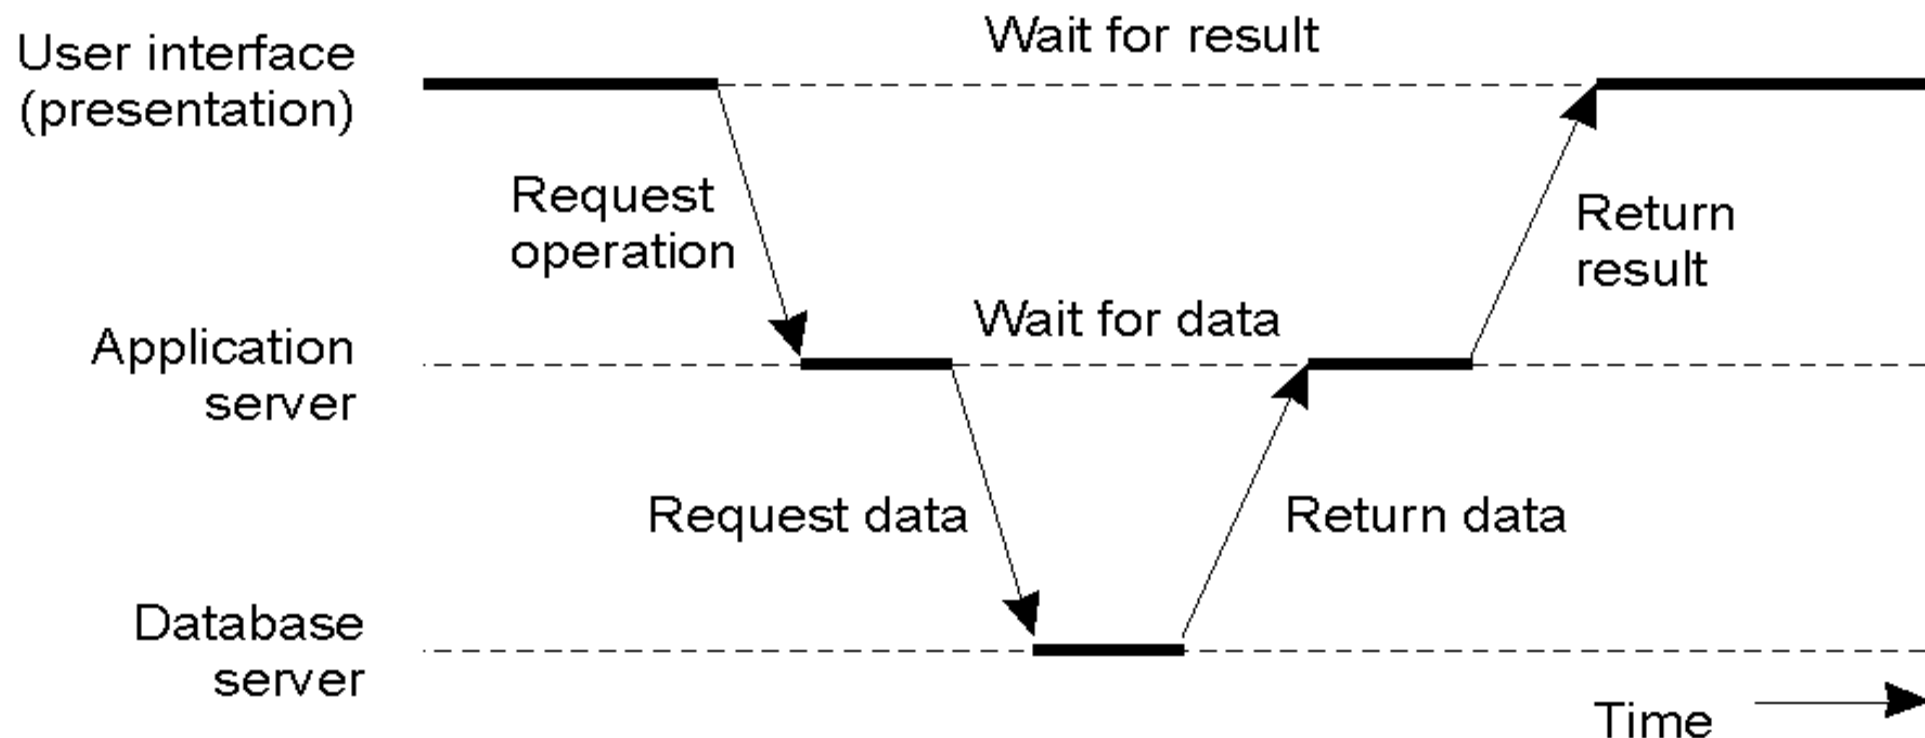 User interface
(presentation)
Wait for result
Request
operation
Return
result
Application
server
Wait for data
Request data
Return data
Database
server
Time